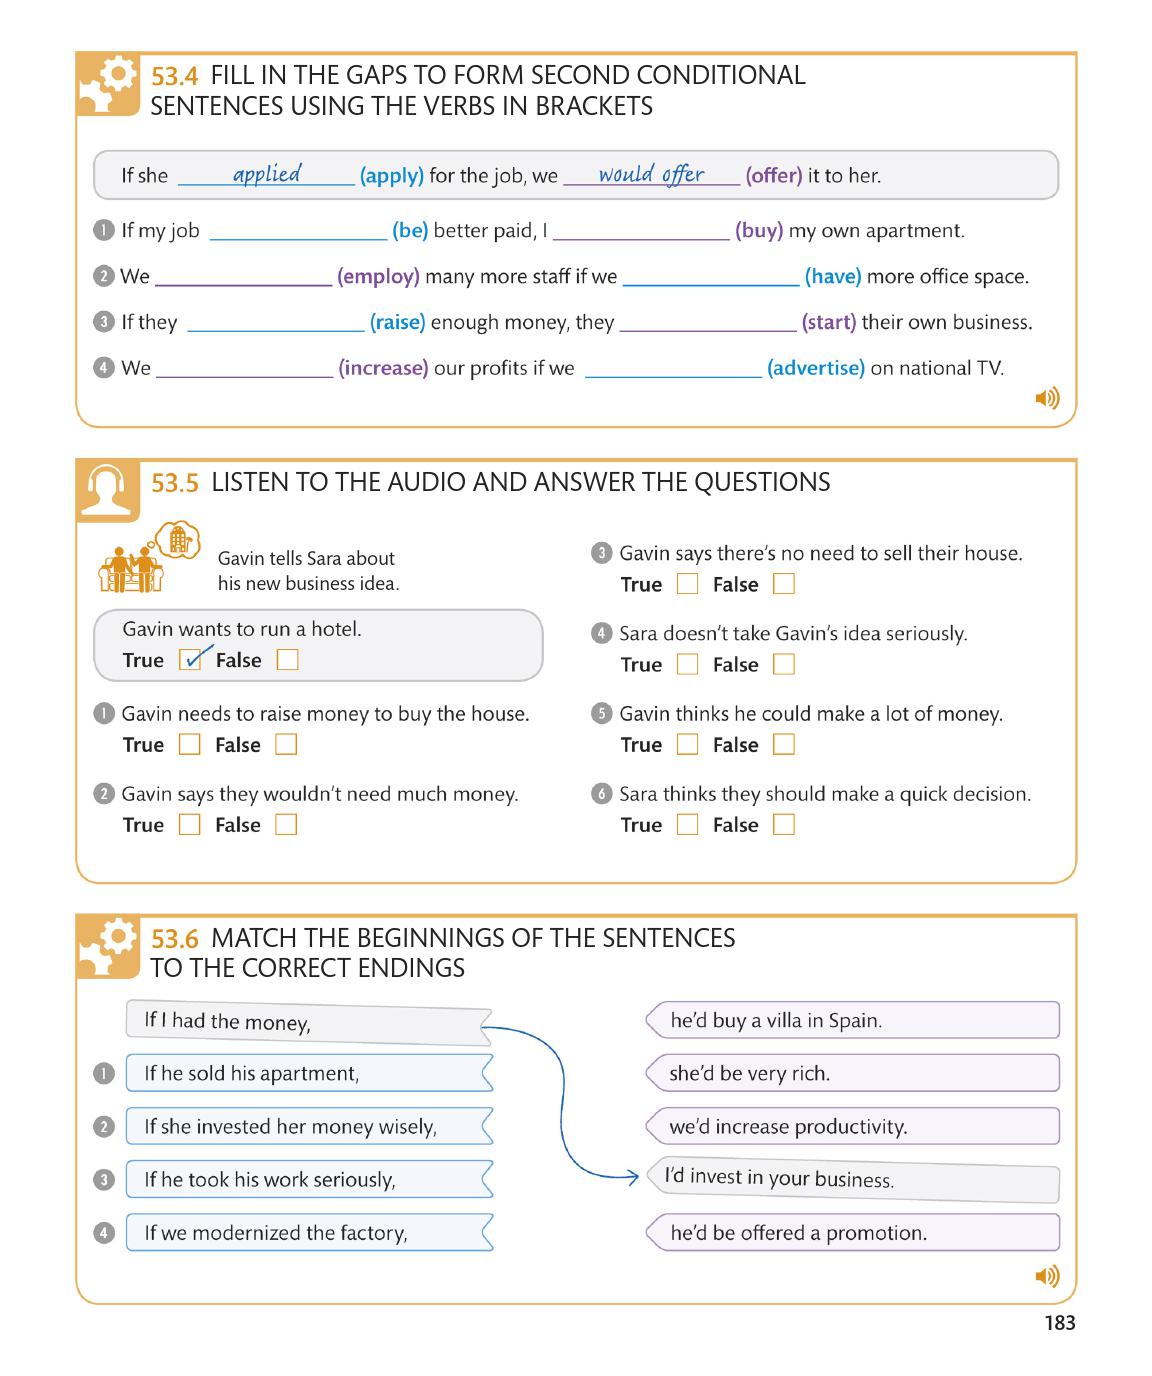 53.4 FILL IN THE GAPS TO FORM SECOND CONDITIONAL
SENTENCES USING THE VERBS IN BRACKETS
If she applied (apply) for the job, we would offer (offer) it to her.
1 If my job ____ (be) better paid, I ____ (buy) my own apartment.
2 We ____ (employ) many more staff if we ____ (have) more office space.
3 If they ____ (raise) enough money, they ____ (start) their own business.
4 We ____ (increase) our profits if we ____ (advertise) on national TV.
53.5 LISTEN TO THE AUDIO AND ANSWER THE QUESTIONS
Gavin tells Sara about
his new business idea.
Gavin wants to run a hotel.
True False
1 Gavin needs to raise money to buy the house.
True False
2 Gavin says they wouldn't need much money.
True False
3 Gavin says there's no need to sell their house.
True False
4 Sara doesn't take Gavin's idea seriously.
True False
5 Gavin thinks he could make a lot of money.
True False
6 Sara thinks they should make a quick decision.
True False
53.6 MATCH THE BEGINNINGS OF THE SENTENCES
TO THE CORRECT ENDINGS
If I had the money, he'd buy a villa in Spain.
1 If he sold his apartment, she'd be very rich.
2 If she invested her money wisely, we'd increase productivity.
3 If he took his work seriously, I'd invest in your business.
4 If we modernized the factory, he'd be offered a promotion.
183